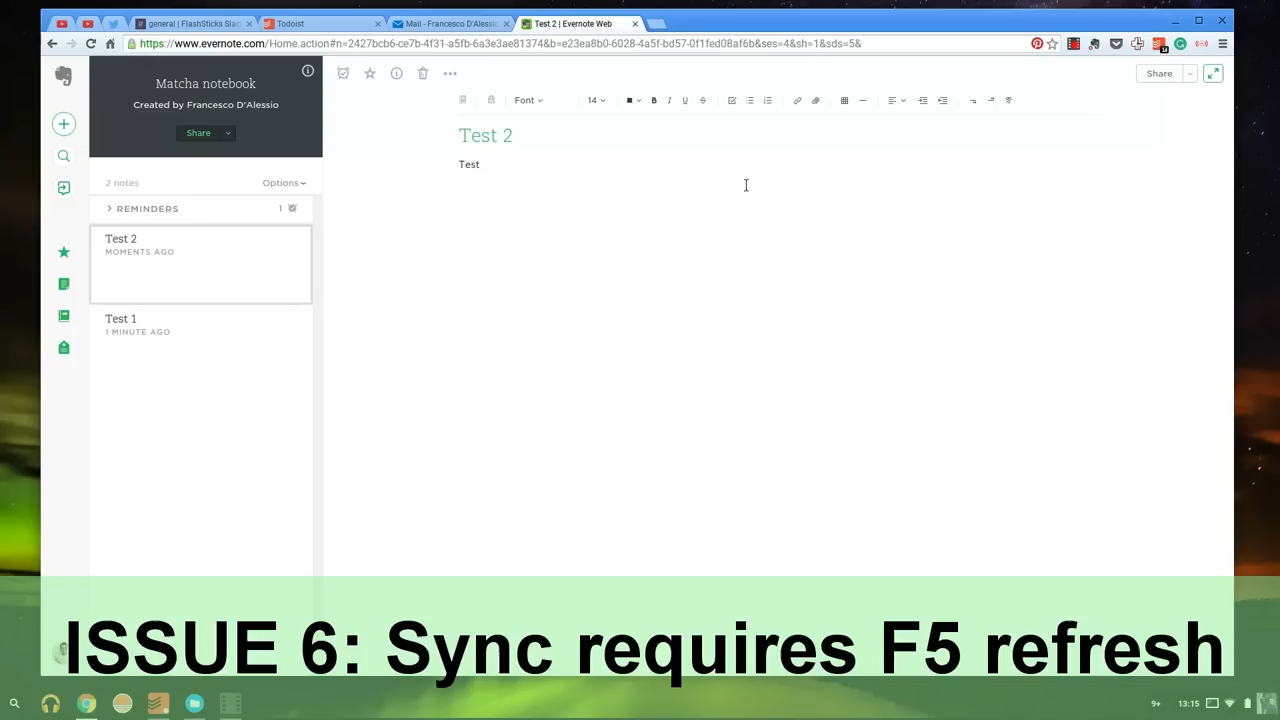 general | FlashSticks Slac
Todoist
Mail - Francesco D'Alessio
Test 2 | Evernote Web
https://www.evernote.com/Home.action#n=2427bcb6-ce7b-4f31-a5fb-6a3e3ae81374&b=e23ea8b0-6028-4a5f-bd57-0f1fed08af6b&ses=4&sh=1&sds=5&
14
Matcha notebook
Created by Francesco D'Alessio
Share
Font
14
B
I
U
S
Share
Test 2
Test
2 notes
Options
REMINDERS
1
Test 2
MOMENTS AGO
Test 1
1 MINUTE AGO
ISSUE 6: Sync requires F5 refresh
9+
13:15